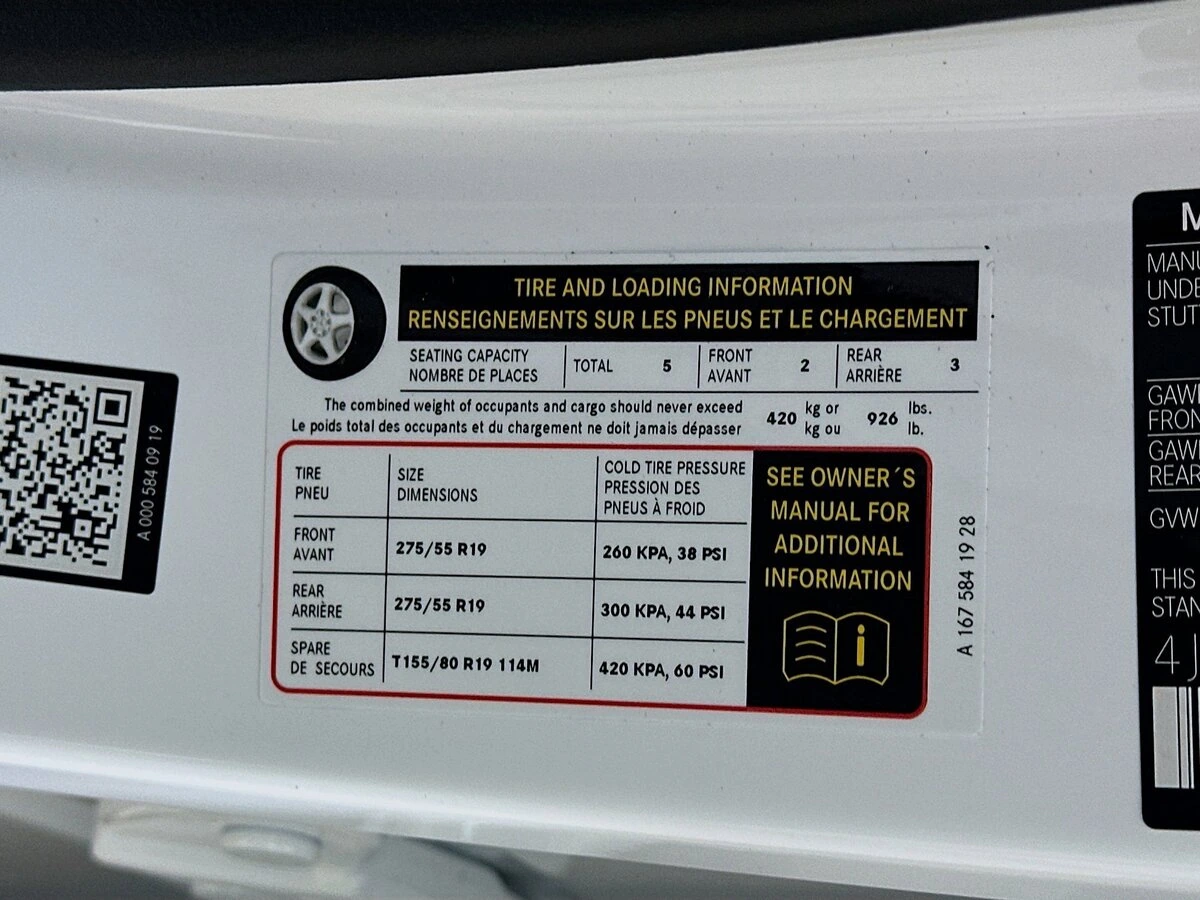 TIRE AND LOADING INFORMATION
RENSEIGNEMENTS SUR LES PNEUS ET LE CHARGEMENT
SEATING CAPACITY
NOMBRE DE PLACES
TOTAL 5
FRONT
AVANT
2
REAR
ARRIÈRE
3
The combined weight of occupants and cargo should never exceed
Le poids total des occupants et du chargement ne doit jamais dépasser
420
kg or
kg ou
926
lbs.
lb.
TIRE
PNEU
SIZE
DIMENSIONS
COLD TIRE PRESSURE
PRESSION DES
PNEUS À FROID
FRONT
AVANT
275/55 R19
260 KPA, 38 PSI
REAR
ARRIÈRE
275/55 R19
300 KPA, 44 PSI
SPARE
DE SECOURS
T155/80 R19 114M
420 KPA, 60 PSI
SEE OWNER´S
MANUAL FOR
ADDITIONAL
INFORMATION
A 167 584 19 28
A 000 584 09 19
FRON
REAR
THIS
4 J